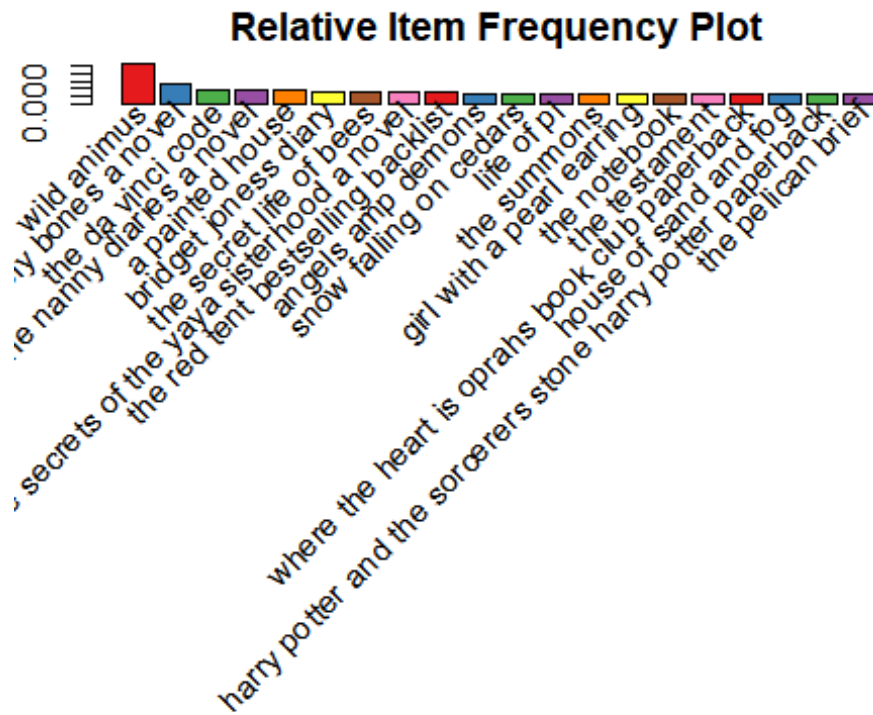 Relative Item Frequency Plot
0.000
wild animus
bones a novel
the da vinci code
nanny diaries a novel
a painted house
bridget joness diary
the secret life of bees
secrets of the yaya sisterhood a novel
the red tent bestselling backlist
angels amp demons
snow falling on cedars
life of pi
the summons
girl with a pearl earring
the notebook
the testament
where the heart is oprahs book club paperback
house of sand and fog
harry potter and the sorcerers stone harry potter paperback
the pelican brief